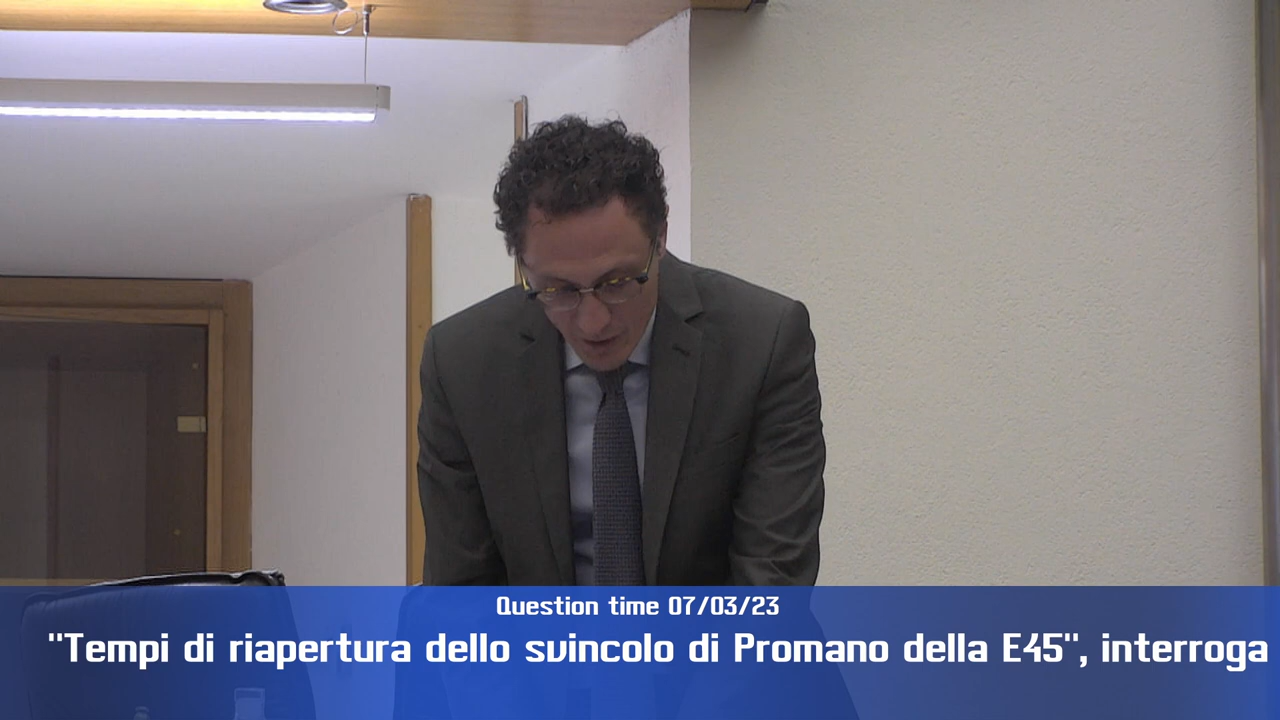 Question time 07/03/23
"Tempi di riapertura dello svincolo di Promano della E45", interroga